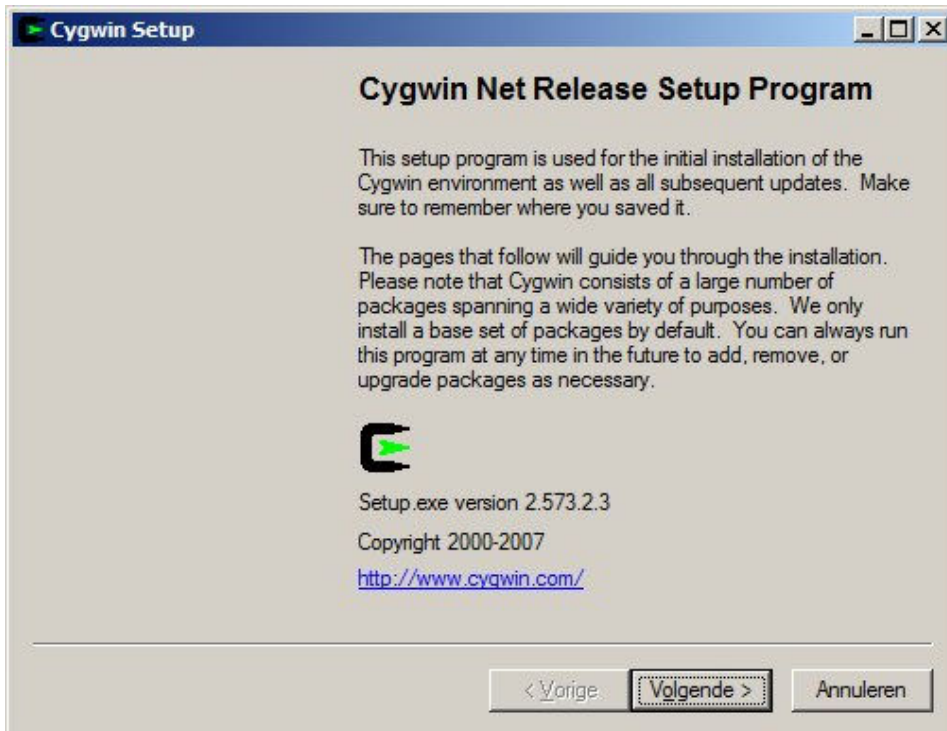 Cygwin Setup
Cygwin Net Release Setup Program
This setup program is used for the initial installation of the
Cygwin environment as well as all subsequent updates.  Make
sure to remember where you saved it.
The pages that follow will guide you through the installation.
Please note that Cygwin consists of a large number of
packages spanning a wide variety of purposes.  We only
install a base set of packages by default.  You can always run
this program at any time in the future to add, remove, or
upgrade packages as necessary.
Setup.exe version 2.573.2.3
Copyright 2000-2007
http://www.cygwin.com/
< Vorige
Volgende >
Annuleren